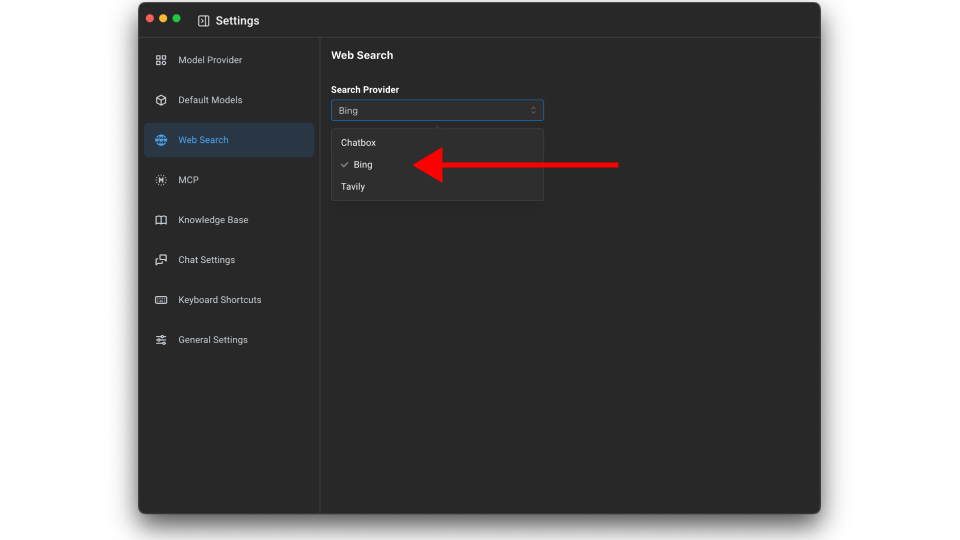 Settings
Model Provider
Default Models
Web Search
MCP
Knowledge Base
Chat Settings
Keyboard Shortcuts
General Settings
Web Search
Search Provider
Bing
Chatbox
Bing
Tavily